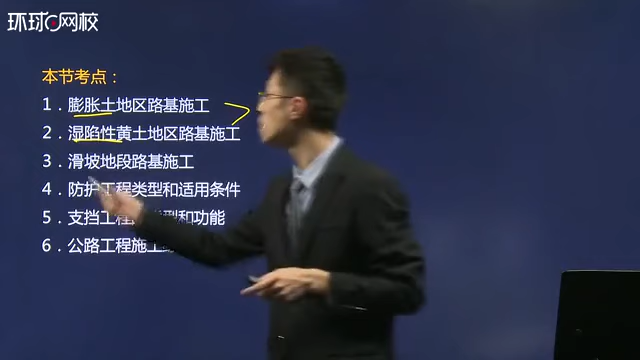 环球网校
本节考点：
1．膨胀土地区路基施工
2．湿陷性黄土地区路基施工
3．滑坡地段路基施工
4．防护工程类型和适用条件
5．支挡工程 型和功能
6．公路工程施工